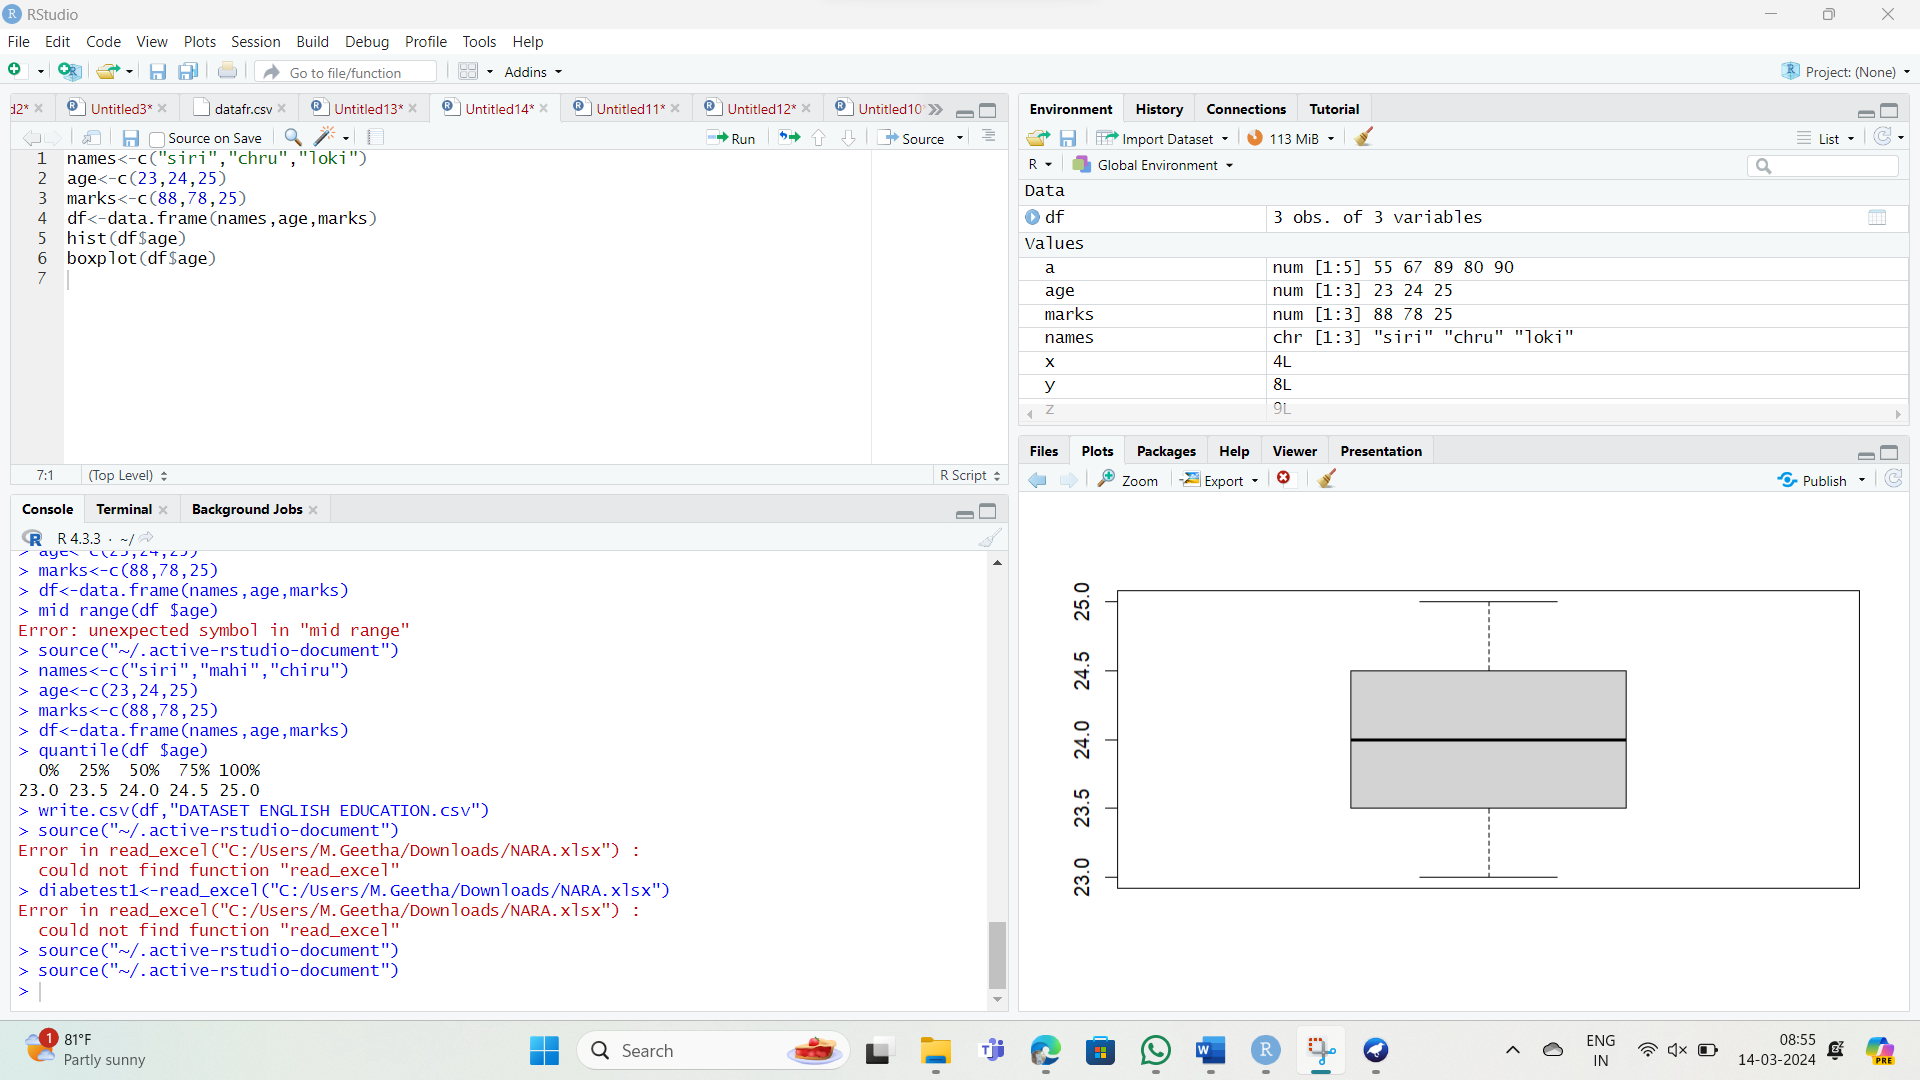 RStudio
File Edit Code View Plots Session Build Debug Profile Tools Help
Go to file/function Addins Project: (None)
d2* Untitled3* datafr.csv Untitled13* Untitled14* Untitled11* Untitled12* Untitled10
Source on Save Run Source
1 names<-c("siri","chru","loki")
2 age<-c(23,24,25)
3 marks<-c(88,78,25)
4 df<-data.frame(names,age,marks)
5 hist(df$age)
6 boxplot(df$age)
7
7:1 (Top Level) R Script
Console Terminal Background Jobs
R 4.3.3 · ~/
> age<-c(23,24,25)
> marks<-c(88,78,25)
> df<-data.frame(names,age,marks)
> mid range(df $age)
Error: unexpected symbol in "mid range"
> source("~/.active-rstudio-document")
> names<-c("siri","mahi","chiru")
> age<-c(23,24,25)
> marks<-c(88,78,25)
> df<-data.frame(names,age,marks)
> quantile(df $age)
0% 25% 50% 75% 100%
23.0 23.5 24.0 24.5 25.0
> write.csv(df,"DATASET ENGLISH EDUCATION.csv")
> source("~/.active-rstudio-document")
Error in read_excel("C:/Users/M.Geetha/Downloads/NARA.xlsx") :
could not find function "read_excel"
> diabetest1<-read_excel("C:/Users/M.Geetha/Downloads/NARA.xlsx")
Error in read_excel("C:/Users/M.Geetha/Downloads/NARA.xlsx") :
could not find function "read_excel"
> source("~/.active-rstudio-document")
> source("~/.active-rstudio-document")
>
Environment History Connections Tutorial
Import Dataset 113 MiB List
R Global Environment
Data
df 3 obs. of 3 variables
Values
a num [1:5] 55 67 89 80 90
age num [1:3] 23 24 25
marks num [1:3] 88 78 25
names chr [1:3] "siri" "chru" "loki"
x 4L
y 8L
z 9L
Files Plots Packages Help Viewer Presentation
Zoom Export Publish
25.0
24.5
24.0
23.5
23.0
1 81°F
Partly sunny
Search
ENG
IN
08:55
14-03-2024
PRE